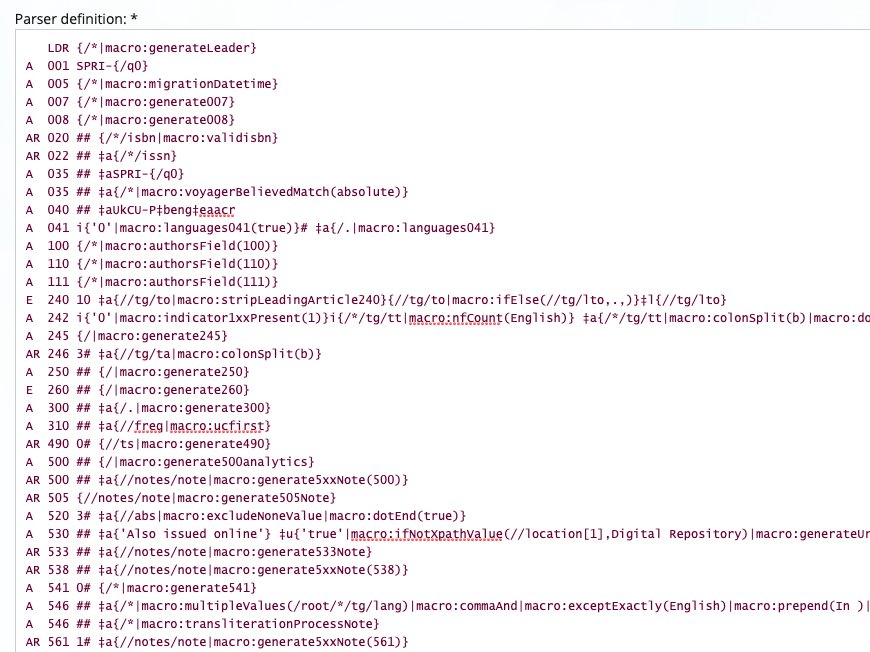 Parser definition: *
LDR {/*|macro:generateLeader}
A 001 SPRI-{/q0}
A 005 {/*|macro:migrationDatetime}
A 007 {/*|macro:generate007}
A 008 {/*|macro:generate008}
AR 020 ## {/*/isbn|macro:validisbn}
AR 022 ## ‡a{/*/issn}
A 035 ## ‡aSPRI-{/q0}
A 035 ## ‡a{/*|macro:voyagerBelievedMatch(absolute)}
A 040 ## ‡aUkCU-P‡beng‡eaacr
A 041 i{'0'|macro:languages041(true)}# ‡a{/.|macro:languages041}
A 100 {/*|macro:authorsField(100)}
A 110 {/*|macro:authorsField(110)}
A 111 {/*|macro:authorsField(111)}
E 240 10 ‡a{//tg/to|macro:stripLeadingArticle240}{//tg/to|macro:ifElse(//tg/lto,.,)}‡l{//tg/lto}
A 242 i{'0'|macro:indicator1xxPresent(1)}i{/*/tg/tt|macro:nfCount(English)} ‡a{/*/tg/tt|macro:colonSplit(b)|macro:do
A 245 {/|macro:generate245}
AR 246 3# ‡a{//tg/ta|macro:colonSplit(b)}
A 250 ## {/|macro:generate250}
E 260 ## {/|macro:generate260}
A 300 ## ‡a{/.|macro:generate300}
A 310 ## ‡a{//freq|macro:ucfirst}
AR 490 0# {//ts|macro:generate490}
A 500 ## {/|macro:generate500analytics}
AR 500 ## ‡a{//notes/note|macro:generate5xxNote(500)}
AR 505 {//notes/note|macro:generate505Note}
A 520 3# ‡a{//abs|macro:excludeNoneValue|macro:dotEnd(true)}
A 530 ## ‡a{'Also issued online'} ‡u{'true'|macro:ifNotXpathValue(//location[1],Digital Repository)|macro:generateUr
AR 533 ## ‡a{//notes/note|macro:generate533Note}
AR 538 ## ‡a{//notes/note|macro:generate5xxNote(538)}
A 541 0# {/*|macro:generate541}
A 546 ## ‡a{/*|macro:multipleValues(/root/*/tg/lang)|macro:commaAnd|macro:exceptExactly(English)|macro:prepend(In )|
A 546 ## ‡a{/*|macro:transliterationProcessNote}
AR 561 1# ‡a{//notes/note|macro:generate5xxNote(561)}